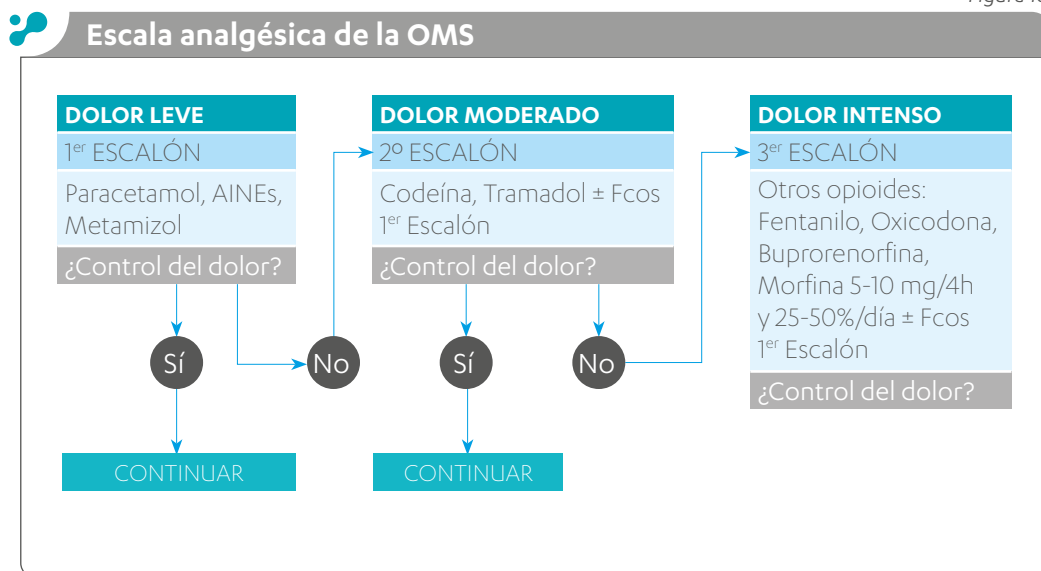 Escala analgésica de la OMS
DOLOR LEVE
1er ESCALÓN
Paracetamol, AINEs,
Metamizol
¿Control del dolor?
Sí
No
CONTINUAR
DOLOR MODERADO
2º ESCALÓN
Codeína, Tramadol ± Fcos
1er Escalón
¿Control del dolor?
Sí
No
CONTINUAR
DOLOR INTENSO
3er ESCALÓN
Otros opioides:
Fentanilo, Oxicodona,
Buprorenorfina,
Morfina 5-10 mg/4h
y 25-50%/día ± Fcos
1er Escalón
¿Control del dolor?